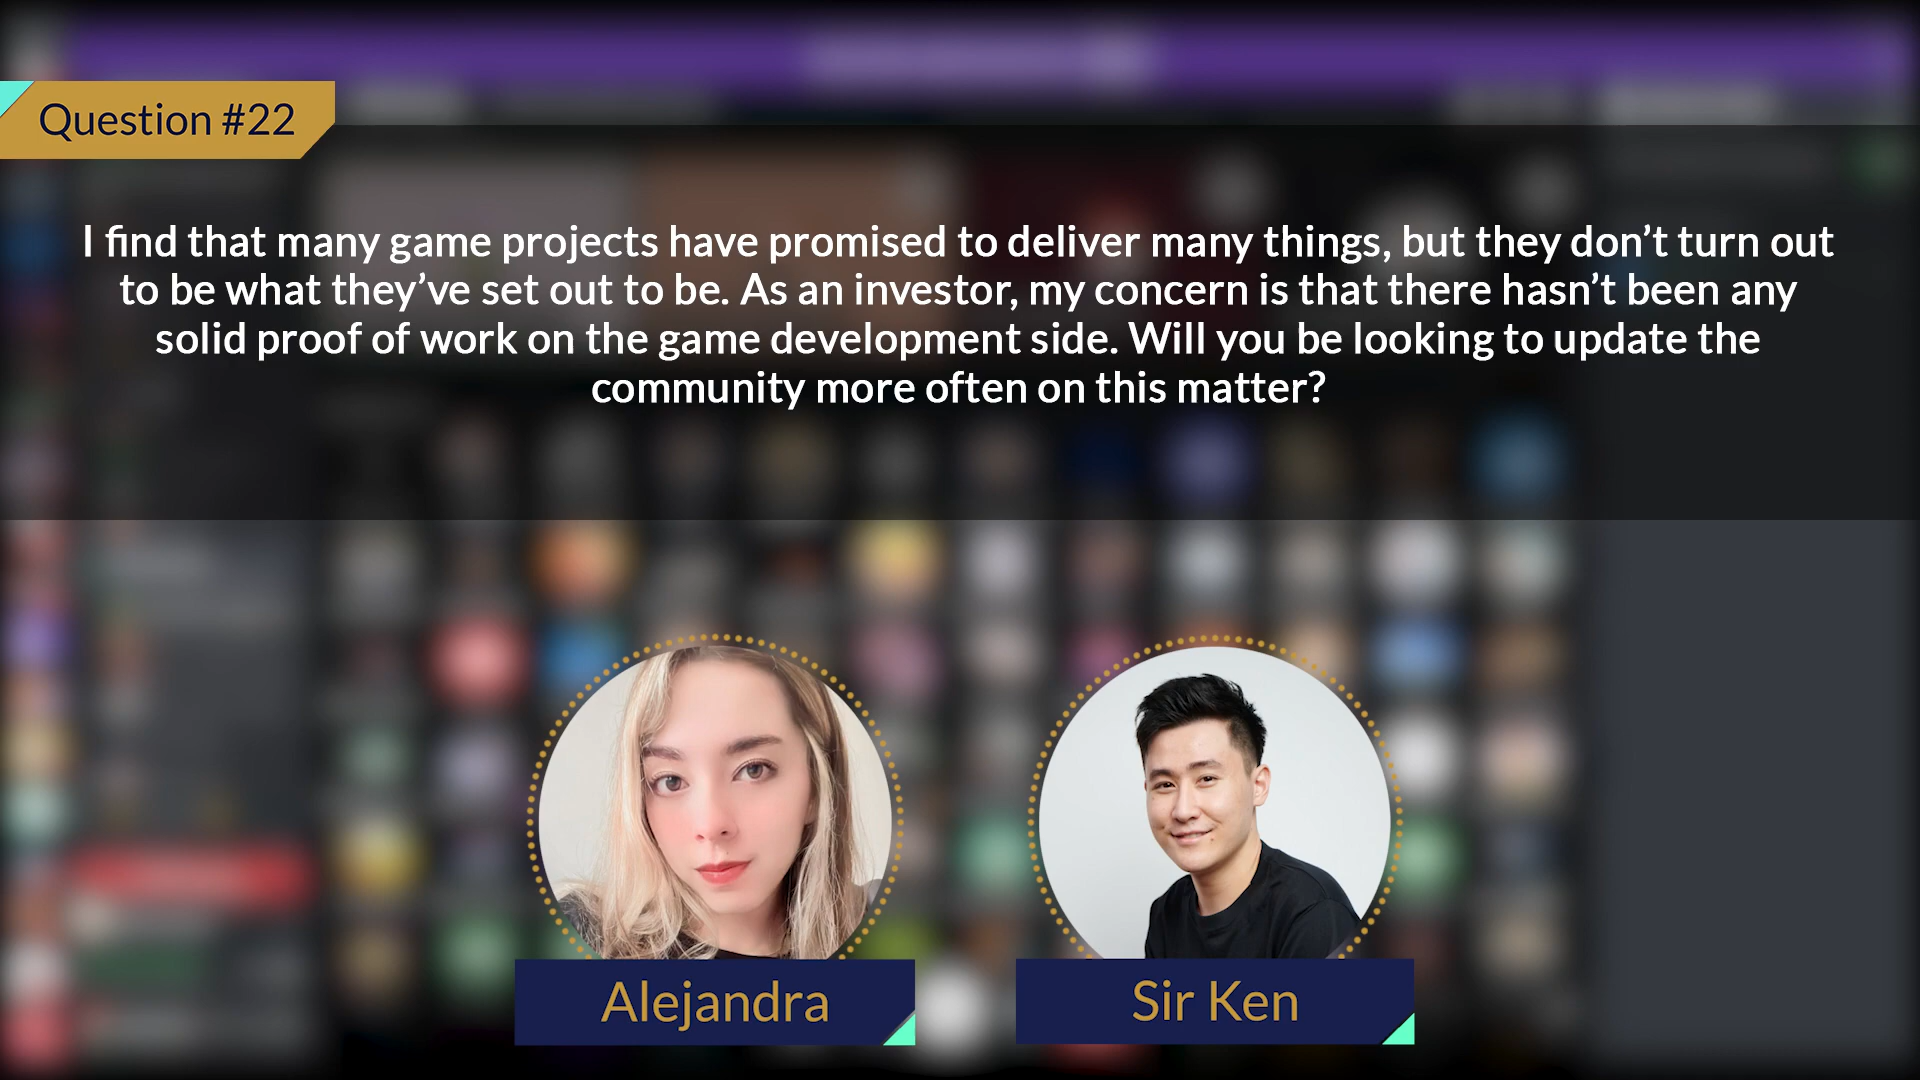 Question #22
I find that many game projects have promised to deliver many things, but they don’t turn out
to be what they’ve set out to be. As an investor, my concern is that there hasn’t been any
solid proof of work on the game development side. Will you be looking to update the
community more often on this matter?
Alejandra
Sir Ken